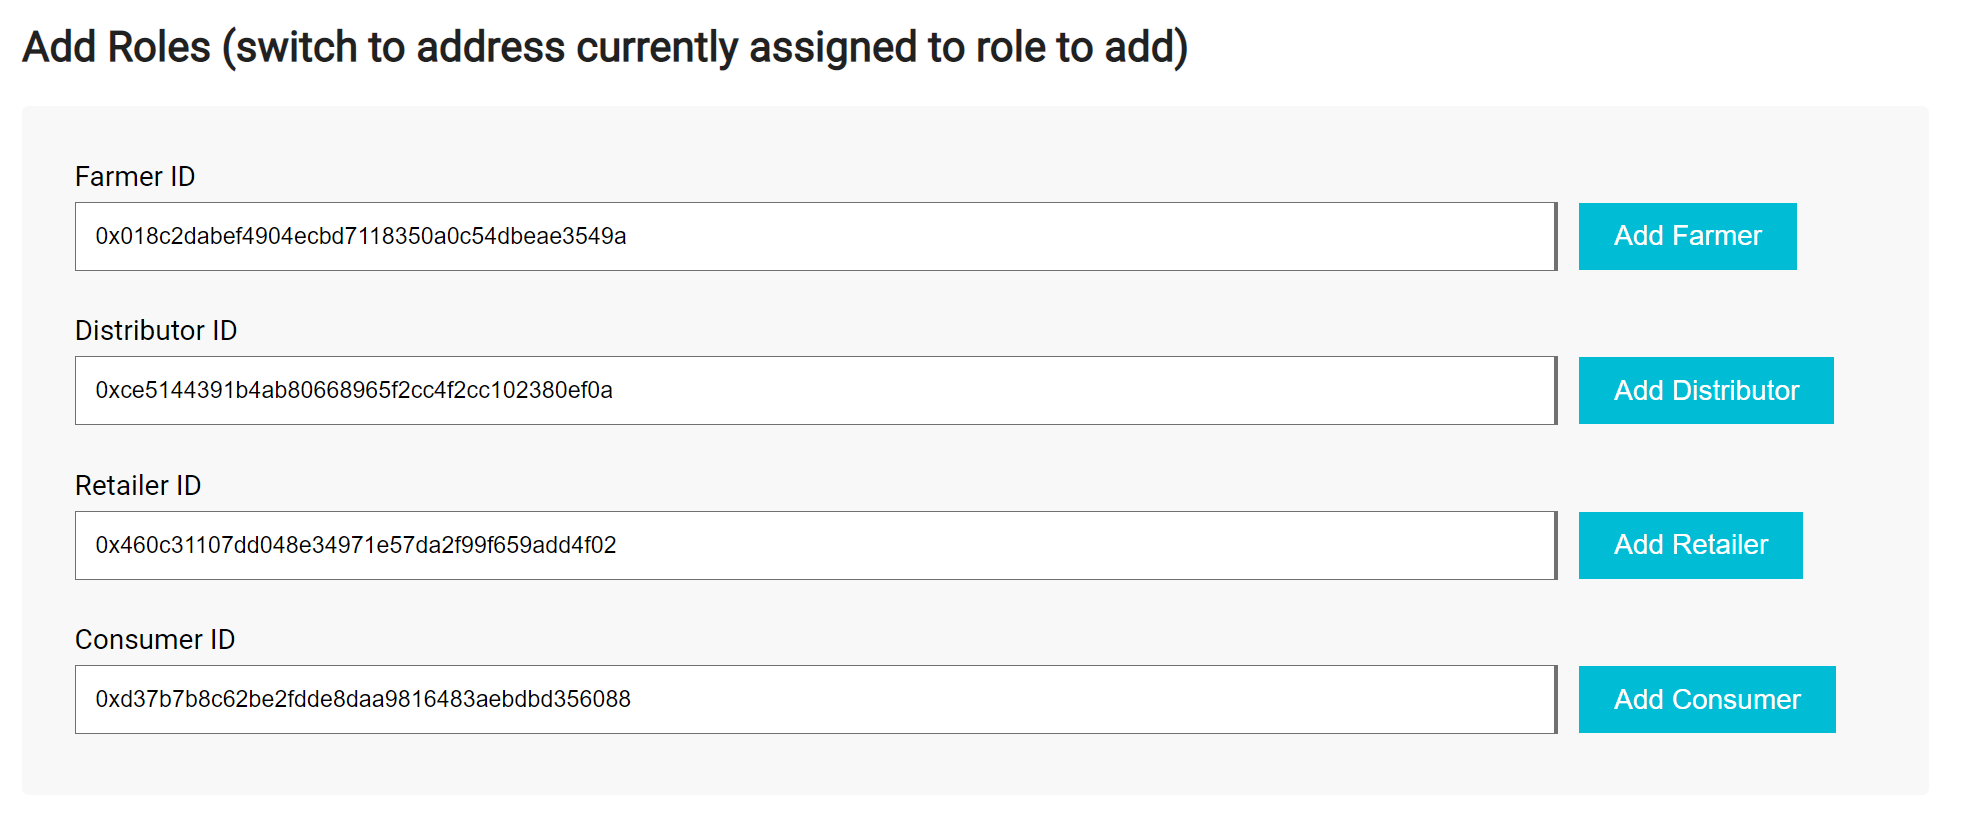 Add Roles (switch to address currently assigned to role to add)
Farmer ID
0x018c2dabef4904ecbd7118350a0c54dbeae3549a
Add Farmer
Distributor ID
0xce5144391b4ab80668965f2cc4f2cc102380ef0a
Add Distributor
Retailer ID
0x460c31107dd048e34971e57da2f99f659add4f02
Add Retailer
Consumer ID
0xd37b7b8c62be2fdde8daa9816483aebdbd356088
Add Consumer